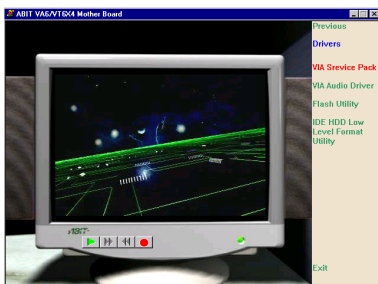 ABIT VA6/VT6X4 Mother Board
Previous
Drivers
VIA Srevice Pack
VIA Audio Driver
Flash Utility
IDE HDD Low
Level Format
Utility
ABIT
Exit